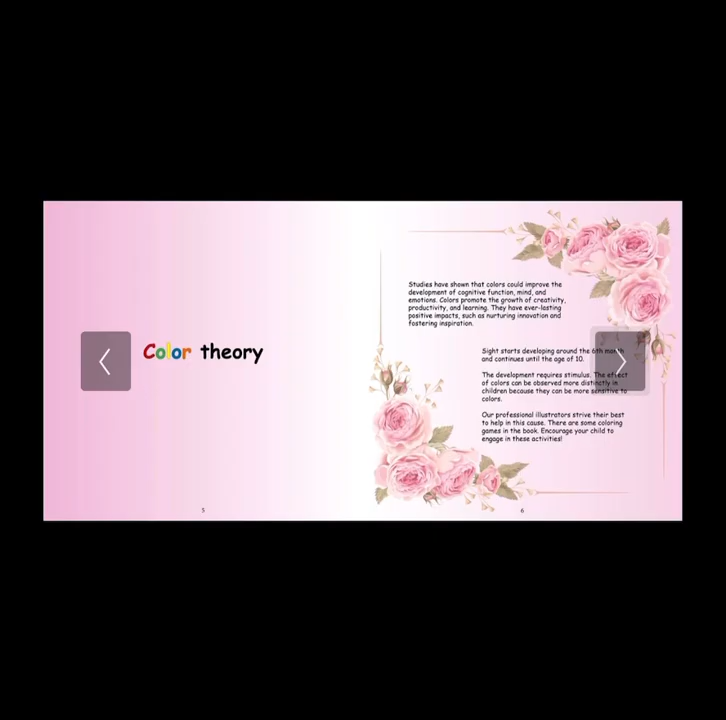 Color theory
5
Studies have shown that colors could improve the
development of cognitive function, mind, and
emotions. Colors promote the growth of creativity,
productivity, and learning. They have ever-lasting
positive impacts, such as nurturing innovation and
fostering inspiration.
Sight starts developing around the 6th month
and continues until the age of 10.
The development requires stimulus. The effect
of colors can be observed more distinctly in
children because they can be more sensitive to
colors.
Our professional illustrators strive their best
to help in this cause. There are some coloring
games in the book. Encourage your child to
engage in these activities!
6